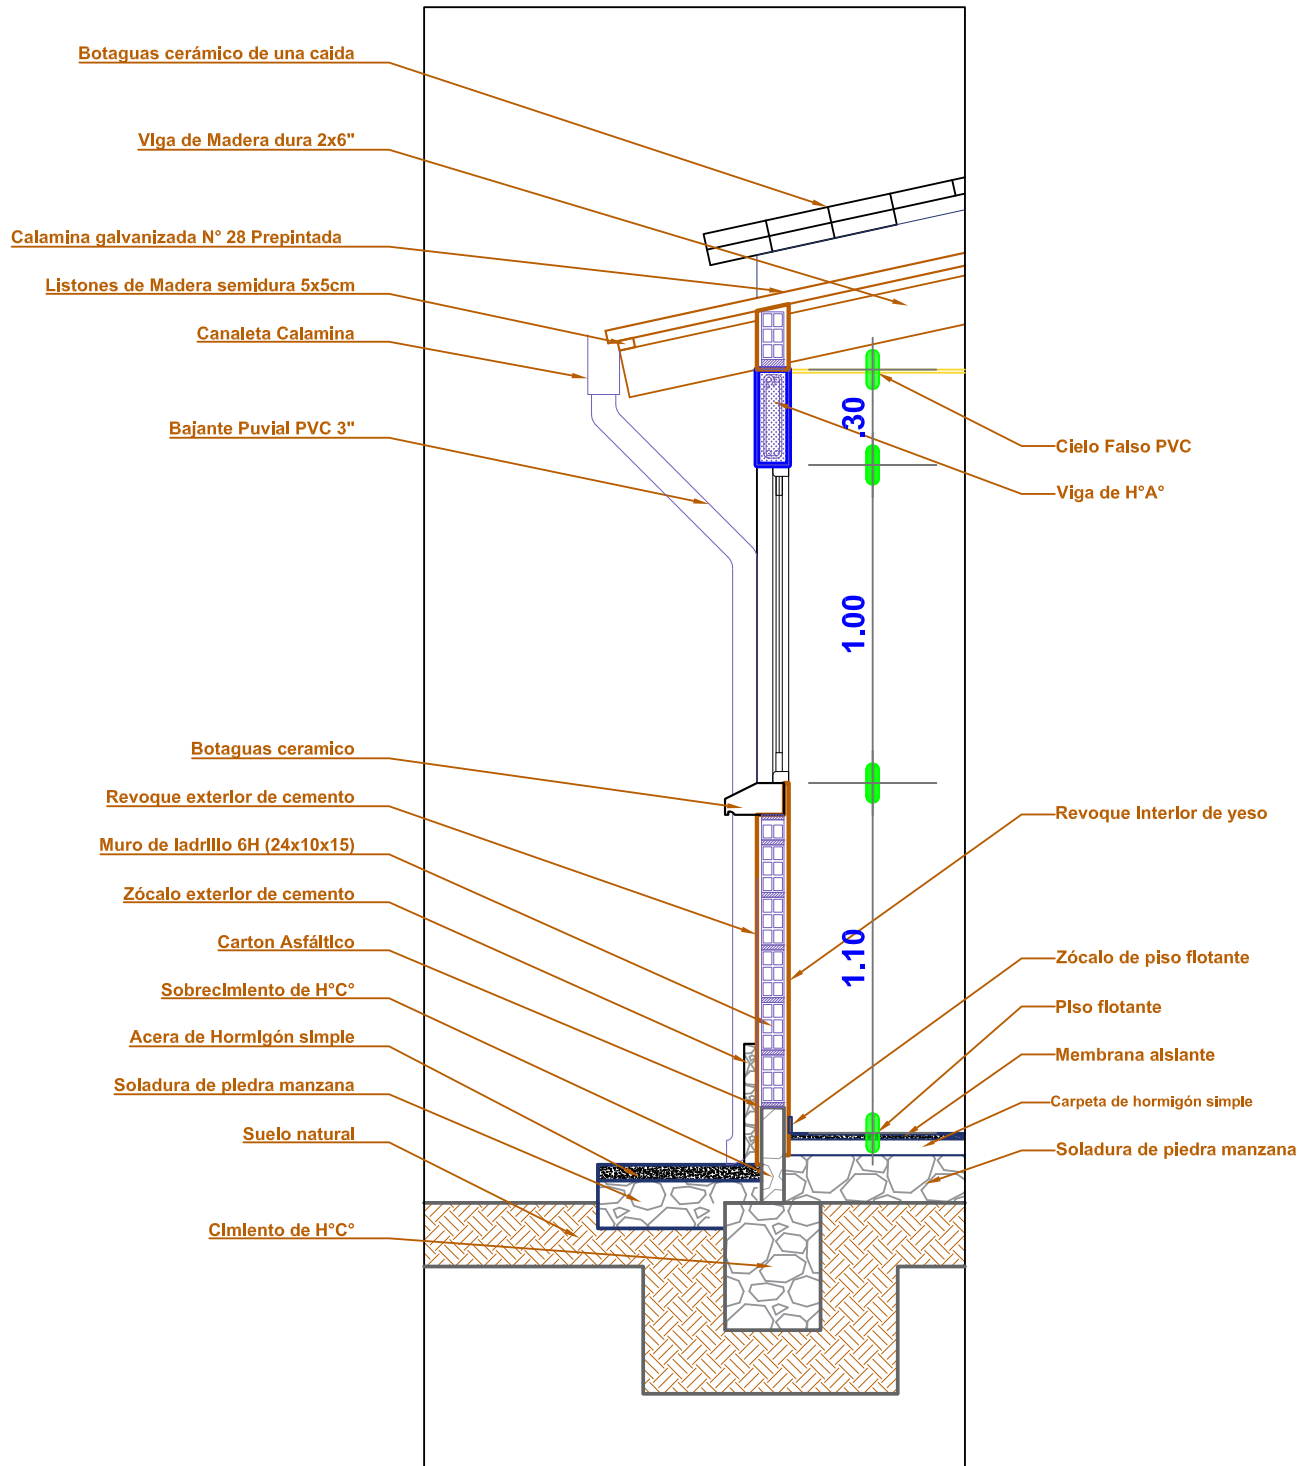 Botaguas cerámico de una caida
Viga de Madera dura 2x6"
Calamina galvanizada N° 28 Prepintada
Listones de Madera semidura 5x5cm
Canaleta Calamina
Bajante Puvial PVC 3"
Botaguas ceramico
Revoque exterior de cemento
Muro de ladrillo 6H (24x10x15)
Zócalo exterior de cemento
Carton Asfáltico
Sobrecimiento de H°C°
Acera de Hormigón simple
Soladura de piedra manzana
Suelo natural
Cimiento de H°C°
.30
1.00
1.10
Cielo Falso PVC
Viga de H°A°
Revoque Interior de yeso
Zócalo de piso flotante
Piso flotante
Membrana aislante
Carpeta de hormigón simple
Soladura de piedra manzana